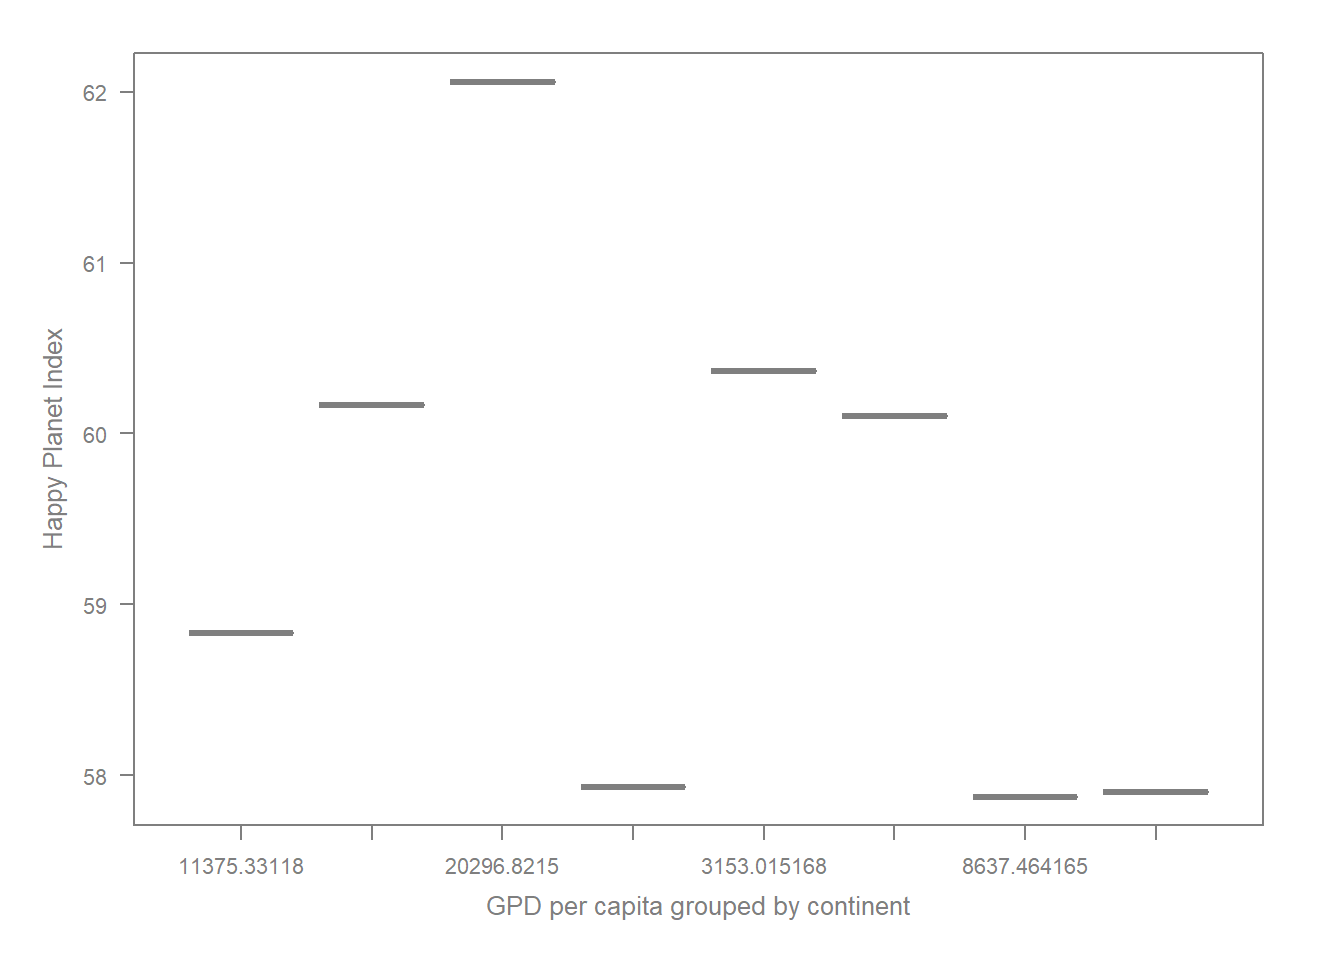 62
61
60
59
58
Happy Planet Index
11375.33118 20296.8215 3153.015168 8637.464165
GPD per capita grouped by continent